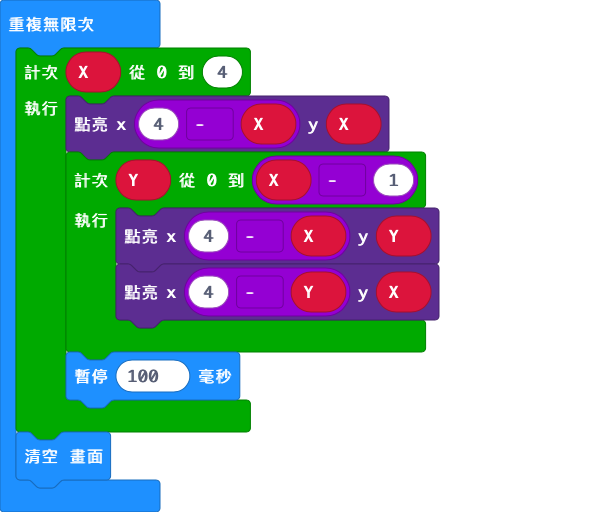 重複無限次
計次 X 從 0 到 4
執行
點亮 x 4 - X y X
計次 Y 從 0 到 X - 1
執行
點亮 x 4 - X y Y
點亮 x 4 - Y y X
暫停 100 毫秒
清空 畫面